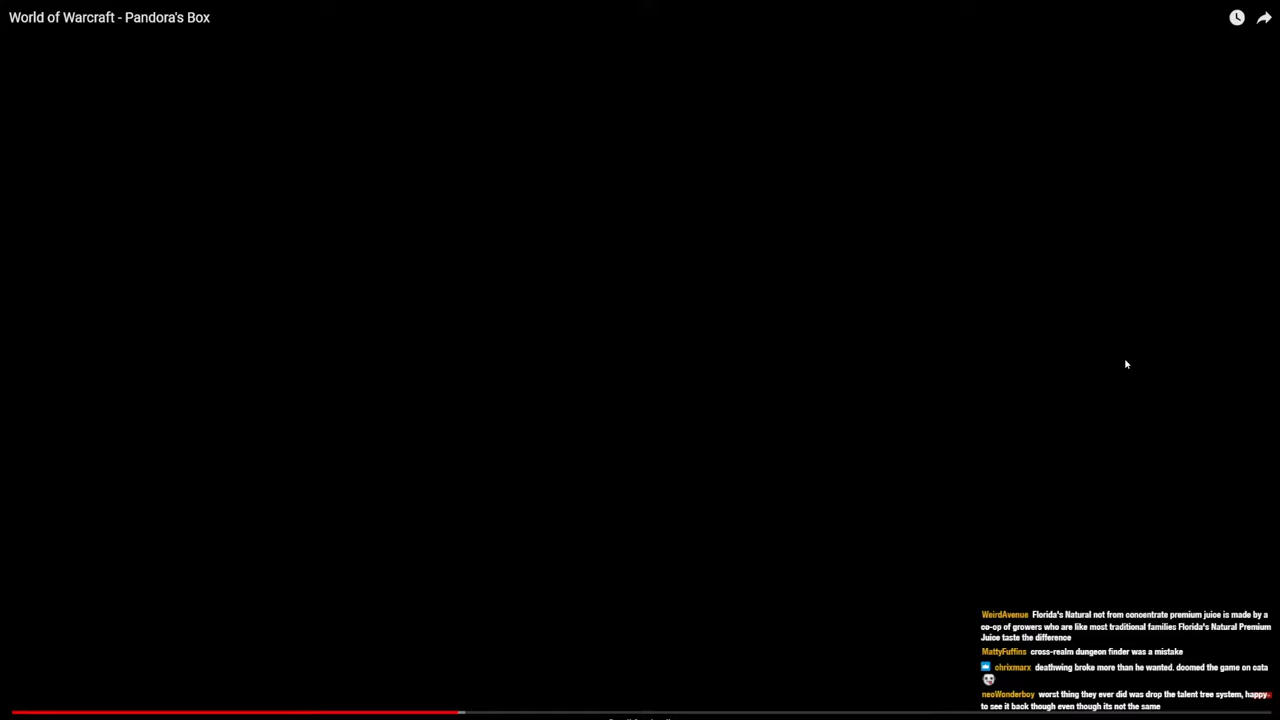 World of Warcraft - Pandora's Box
WeirdAvenue Florida's Natural not from concentrate premium juice is made by a
co-op of growers who are like most traditional families Florida's Natural Premium
Juice taste the difference
MattyFuffins cross-realm dungeon finder was a mistake
ohrixmarx deathwing broke more than he wanted. doomed the game on cata
neoWonderboy worst thing they ever did was drop the talent tree system, happy
to see it back though even though its not the same